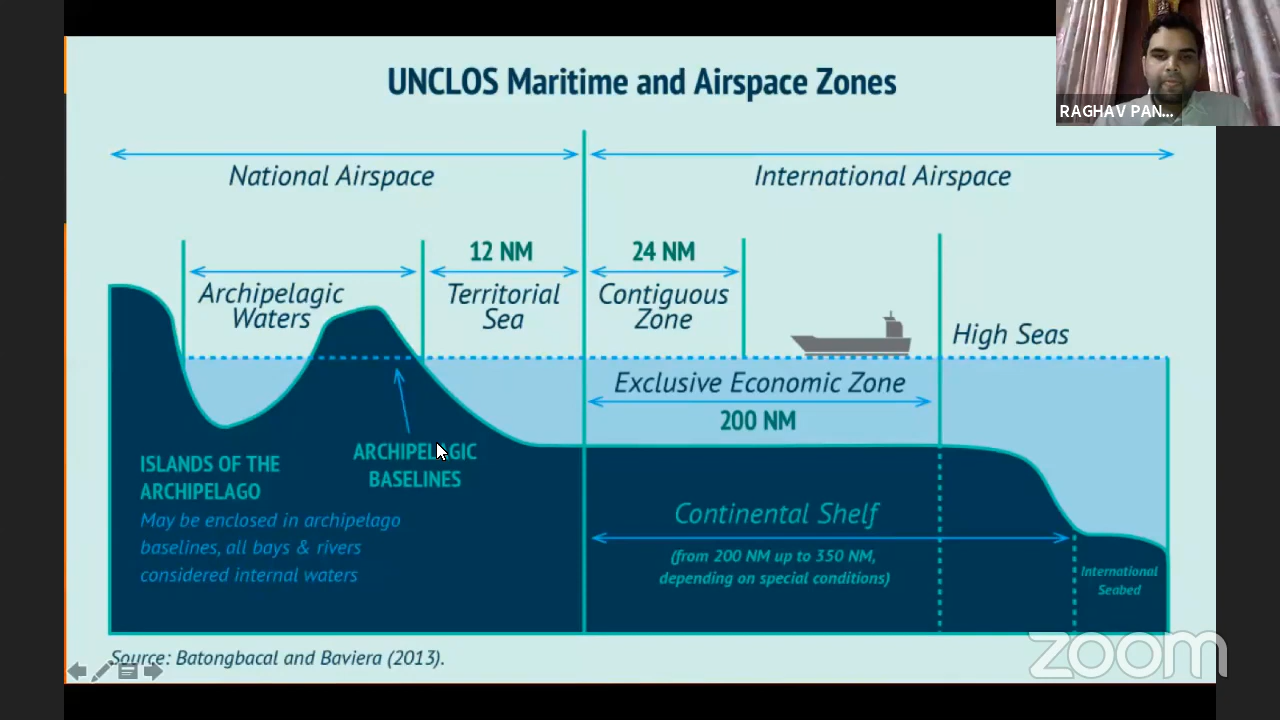 UNCLOS Maritime and Airspace Zones
RAGHAV PAN...
National Airspace
International Airspace
12 NM
24 NM
Archipelagic
Waters
Territorial
Sea
Contiguous
Zone
High Seas
Exclusive Economic Zone
200 NM
ARCHIPELAGIC
BASELINES
ISLANDS OF THE
ARCHIPELAGO
May be enclosed in archipelago
baselines, all bays & rivers
considered internal waters
Continental Shelf
(from 200 NM up to 350 NM,
depending on special conditions)
International
Seabed
Source: Batongbacal and Baviera (2013).
zoom